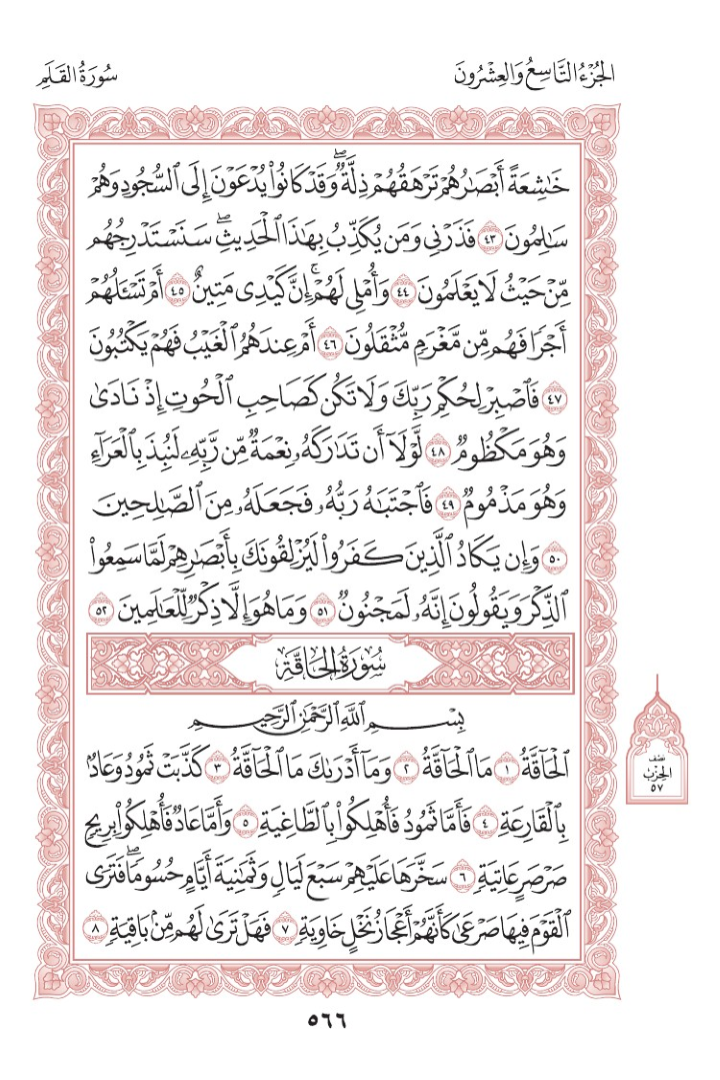 الجُزْءُ التَّاسِعُ وَالعِشْرُونَ
سُورَةُ القَلَمِ
خَٰشِعَةً أَبۡصَٰرُهُمۡ تَرۡهَقُهُمۡ ذِلَّةٞۖ وَقَدۡ كَانُواْ يُدۡعَوۡنَ إِلَى ٱلسُّجُودِ وَهُمۡ
سَٰلِمُونَ ٤٣ فَذَرۡنِي وَمَن يُكَذِّبُ بِهَٰذَا ٱلۡحَدِيثِۖ سَنَسۡتَدۡرِجُهُم
مِّنۡ حَيۡثُ لَا يَعۡلَمُونَ ٤٤ وَأُمۡلِي لَهُمۡۚ إِنَّ كَيۡدِي مَتِينٌ ٤٥ أَمۡ تَسۡـَٔلُهُمۡ
أَجۡرٗا فَهُم مِّن مَّغۡرَمٖ مُّثۡقَلُونَ ٤٦ أَمۡ عِندَهُمُ ٱلۡغَيۡبُ فَهُمۡ يَكۡتُبُونَ
٤٧ فَٱصۡبِرۡ لِحُكۡمِ رَبِّكَ وَلَا تَكُن كَصَاحِبِ ٱلۡحُوتِ إِذۡ نَادَىٰ
وَهُوَ مَكۡظُومٞ ٤٨ لَّوۡلَآ أَن تَدَٰرَكَهُۥ نِعۡمَةٞ مِّن رَّبِّهِۦ لَنُبِذَ بِٱلۡعَرَآءِ
وَهُوَ مَذۡمُومٞ ٤٩ فَٱجۡتَبَٰهُ رَبُّهُۥ فَجَعَلَهُۥ مِنَ ٱلصَّٰلِحِينَ
٥٠ وَإِن يَكَادُ ٱلَّذِينَ كَفَرُواْ لَيُزۡلِقُونَكَ بِأَبۡصَٰرِهِمۡ لَمَّا سَمِعُواْ
ٱلذِّكۡرَ وَيَقُولُونَ إِنَّهُۥ لَمَجۡنُونٞ ٥١ وَمَا هُوَ إِلَّا ذِكۡرٞ لِّلۡعَٰلَمِينَ ٥٢
سُورَةُ الحَاقَّةِ
بِسۡمِ ٱللَّهِ ٱلرَّحۡمَٰنِ ٱلرَّحِيمِ
ٱلۡحَآقَّةُ ١ مَا ٱلۡحَآقَّةُ ٢ وَمَآ أَدۡرَىٰكَ مَا ٱلۡحَآقَّةُ ٣ كَذَّبَتۡ ثَمُودُ وَعَادُۢ
بِٱلۡقَارِعَةِ ٤ فَأَمَّا ثَمُودُ فَأُهۡلِكُواْ بِٱلطَّاغِيَةِ ٥ وَأَمَّا عَادٞ فَأُهۡلِكُواْ بِرِيحٖ
صَرۡصَرٍ عَاتِيَةٖ ٦ سَخَّرَهَا عَلَيۡهِمۡ سَبۡعَ لَيَالٖ وَثَمَٰنِيَةَ أَيَّامٍ حُسُومٗاۖ فَتَرَى
ٱلۡقَوۡمَ فِيهَا صَرۡعَىٰ كَأَنَّهُمۡ أَعۡجَازُ نَخۡلٍ خَاوِيَةٖ ٧ فَهَلۡ تَرَىٰ لَهُم مِّنۢ بَاقِيَةٖ ٨
نصف
الحِزْب
٥٧
٥٦٦